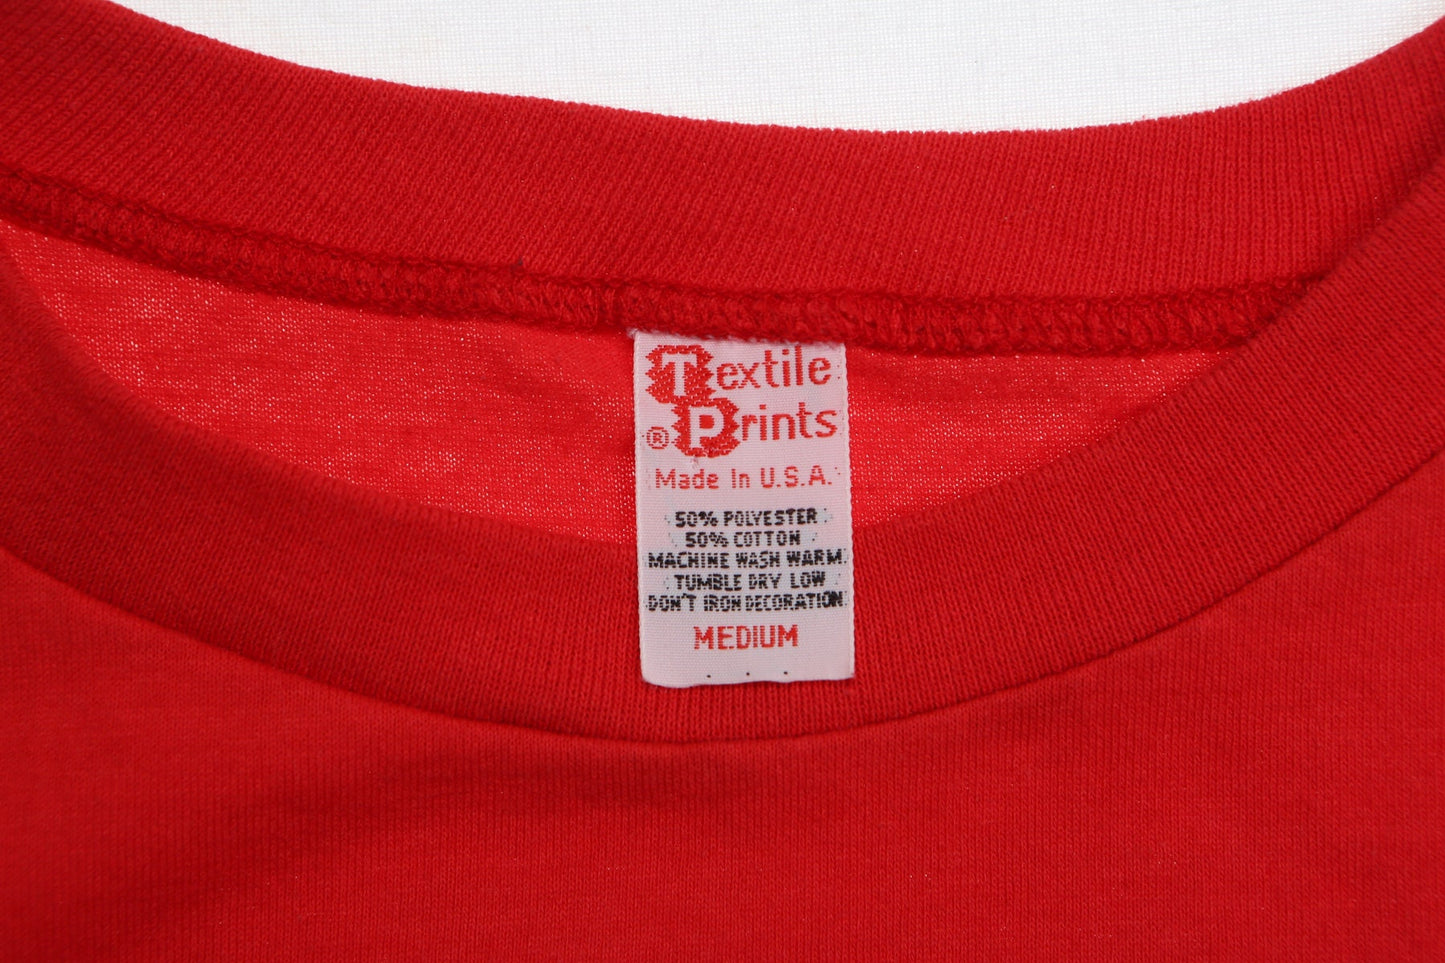 Textile
® Prints
Made In U.S.A.
50% POLYESTER
50% COTTON
MACHINE WASH WARM
TUMBLE DRY LOW
DON'T IRON DECORATION
MEDIUM